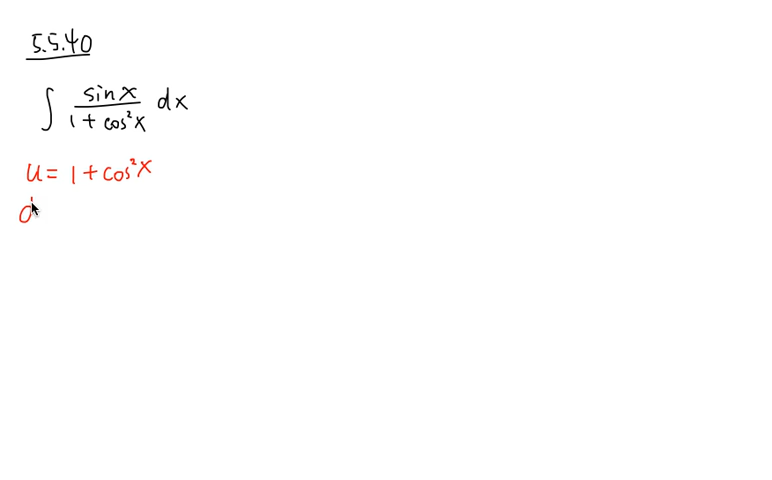 5.5.40
∫ sin x / (1 + cos²x) dx
u = 1 + cos²x
d